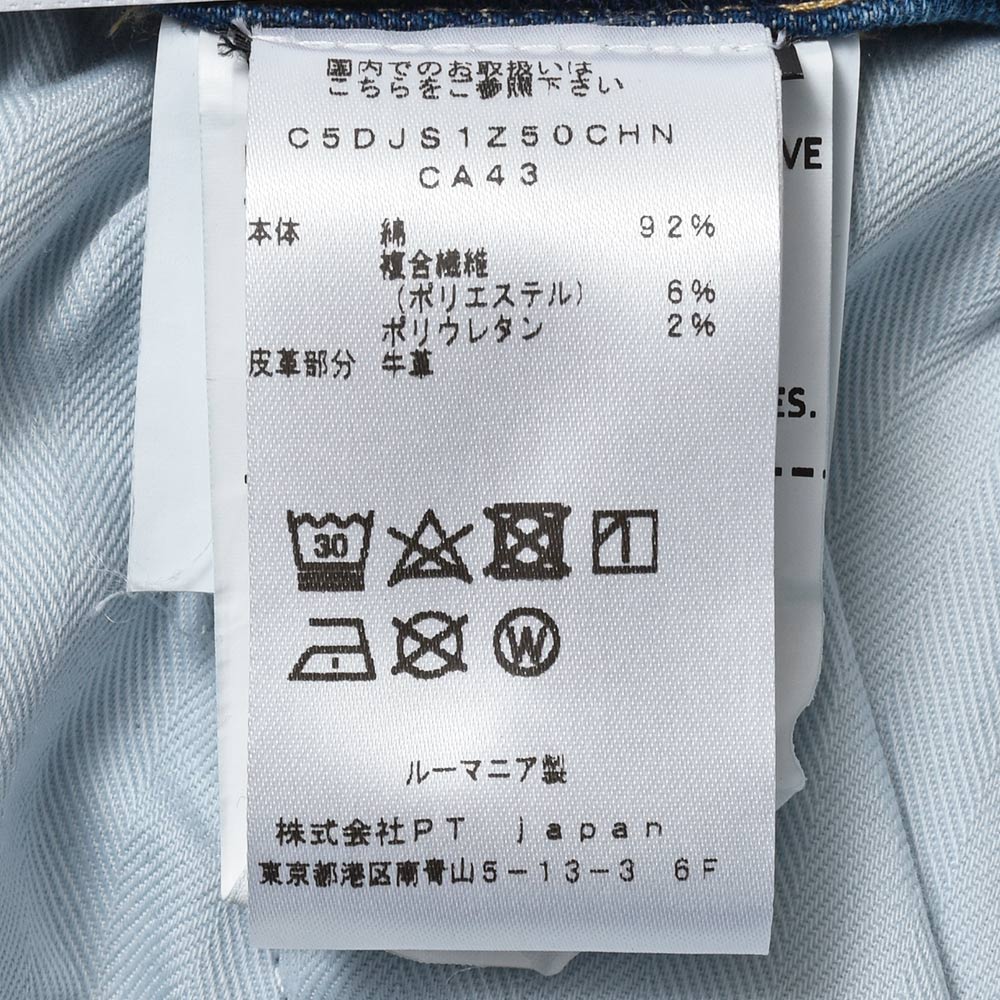 国内でのお取扱いは
こちらをご参照下さい
C5DJS1Z50CHN
CA43
本体 綿 92%
複合繊維
(ポリエステル) 6%
ポリウレタン 2%
皮革部分 牛革
VE
ES.
30
W
ルーマニア製
株式会社PT japan
東京都港区南青山5-13-3 6F